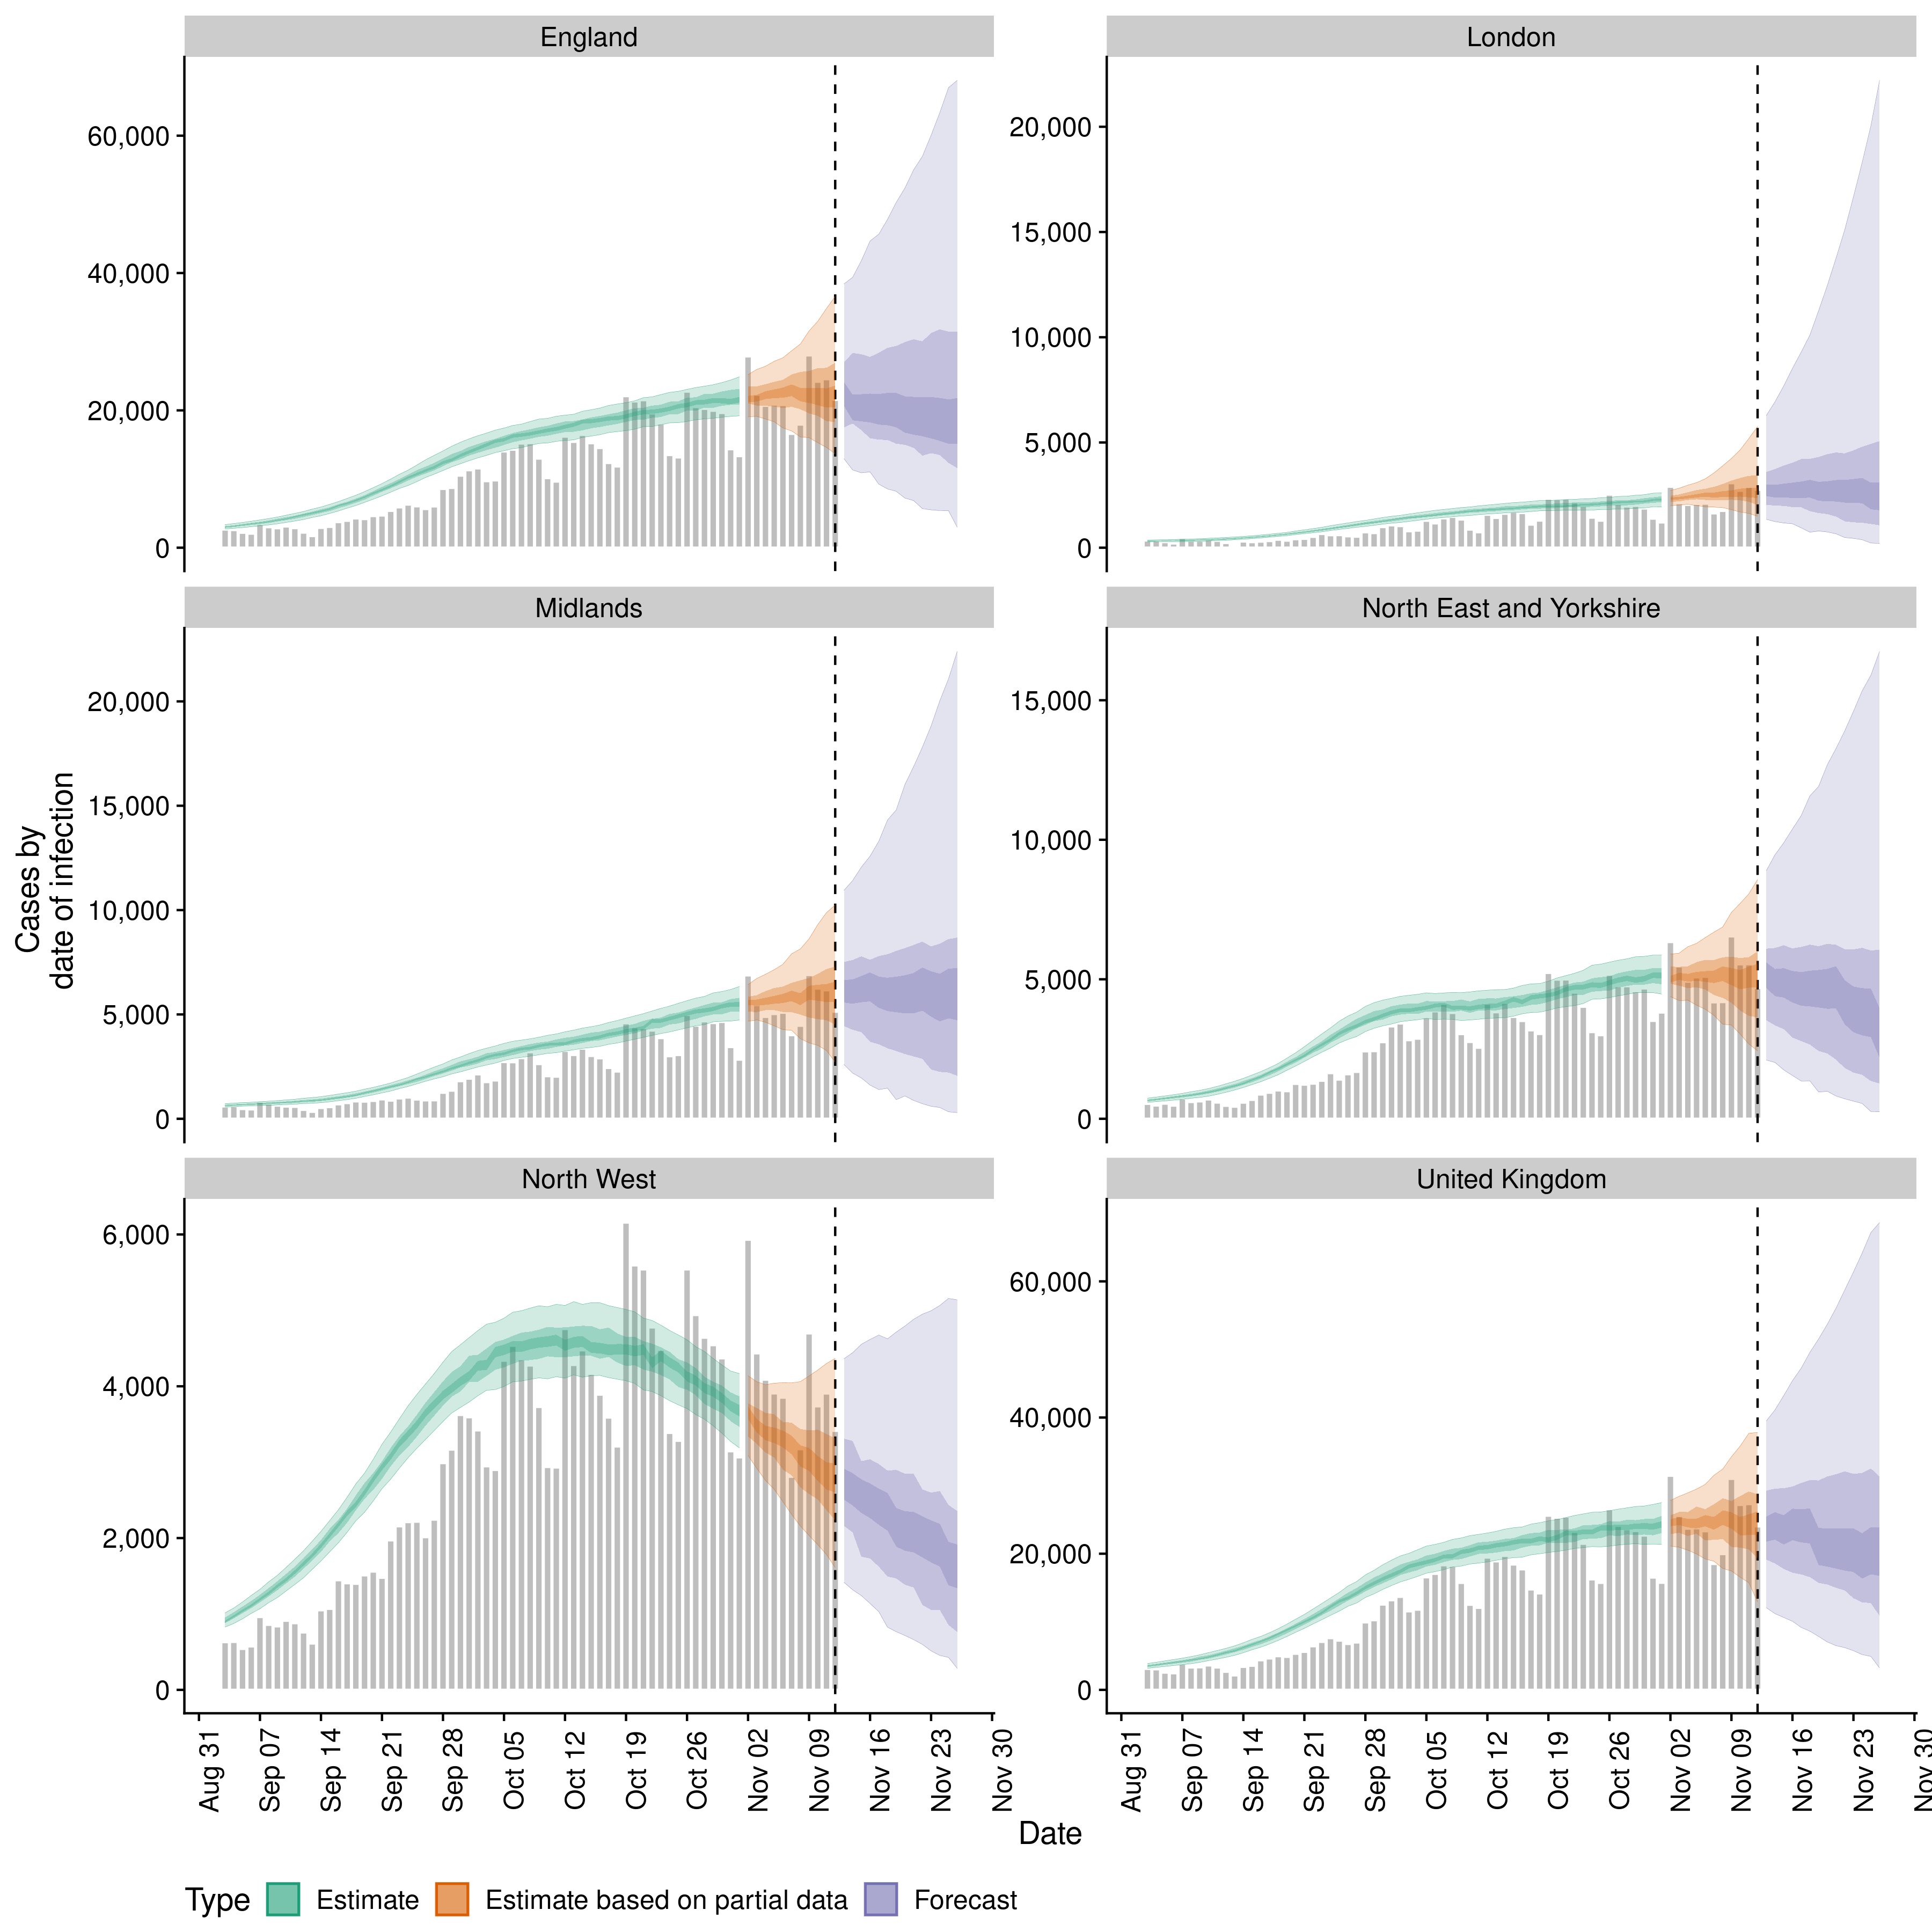 England
London
60,000
40,000
20,000
0
20,000
15,000
10,000
5,000
0
Midlands
North East and Yorkshire
20,000
15,000
10,000
5,000
0
15,000
10,000
5,000
0
Cases by
date of infection
North West
United Kingdom
6,000
4,000
2,000
0
60,000
40,000
20,000
0
Aug 31
Sep 07
Sep 14
Sep 21
Sep 28
Oct 05
Oct 12
Oct 19
Oct 26
Nov 02
Nov 09
Nov 16
Nov 23
Nov 30
Aug 31
Sep 07
Sep 14
Sep 21
Sep 28
Oct 05
Oct 12
Oct 19
Oct 26
Nov 02
Nov 09
Nov 16
Nov 23
Nov 30
Date
Type Estimate Estimate based on partial data Forecast